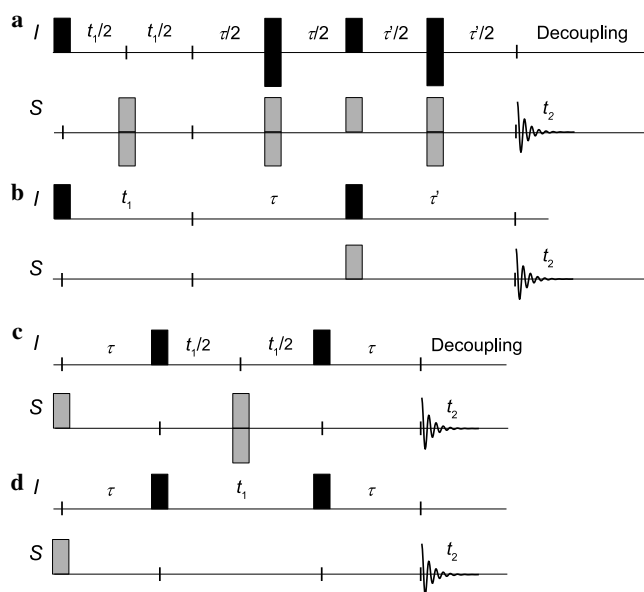 a I t₁/2 t₁/2 τ/2 τ/2 τ'/2 τ'/2 Decoupling
S t₂
b I t₁ τ τ'
S t₂
c I τ t₁/2 t₁/2 τ Decoupling
S t₂
d I τ t₁ τ
S t₂